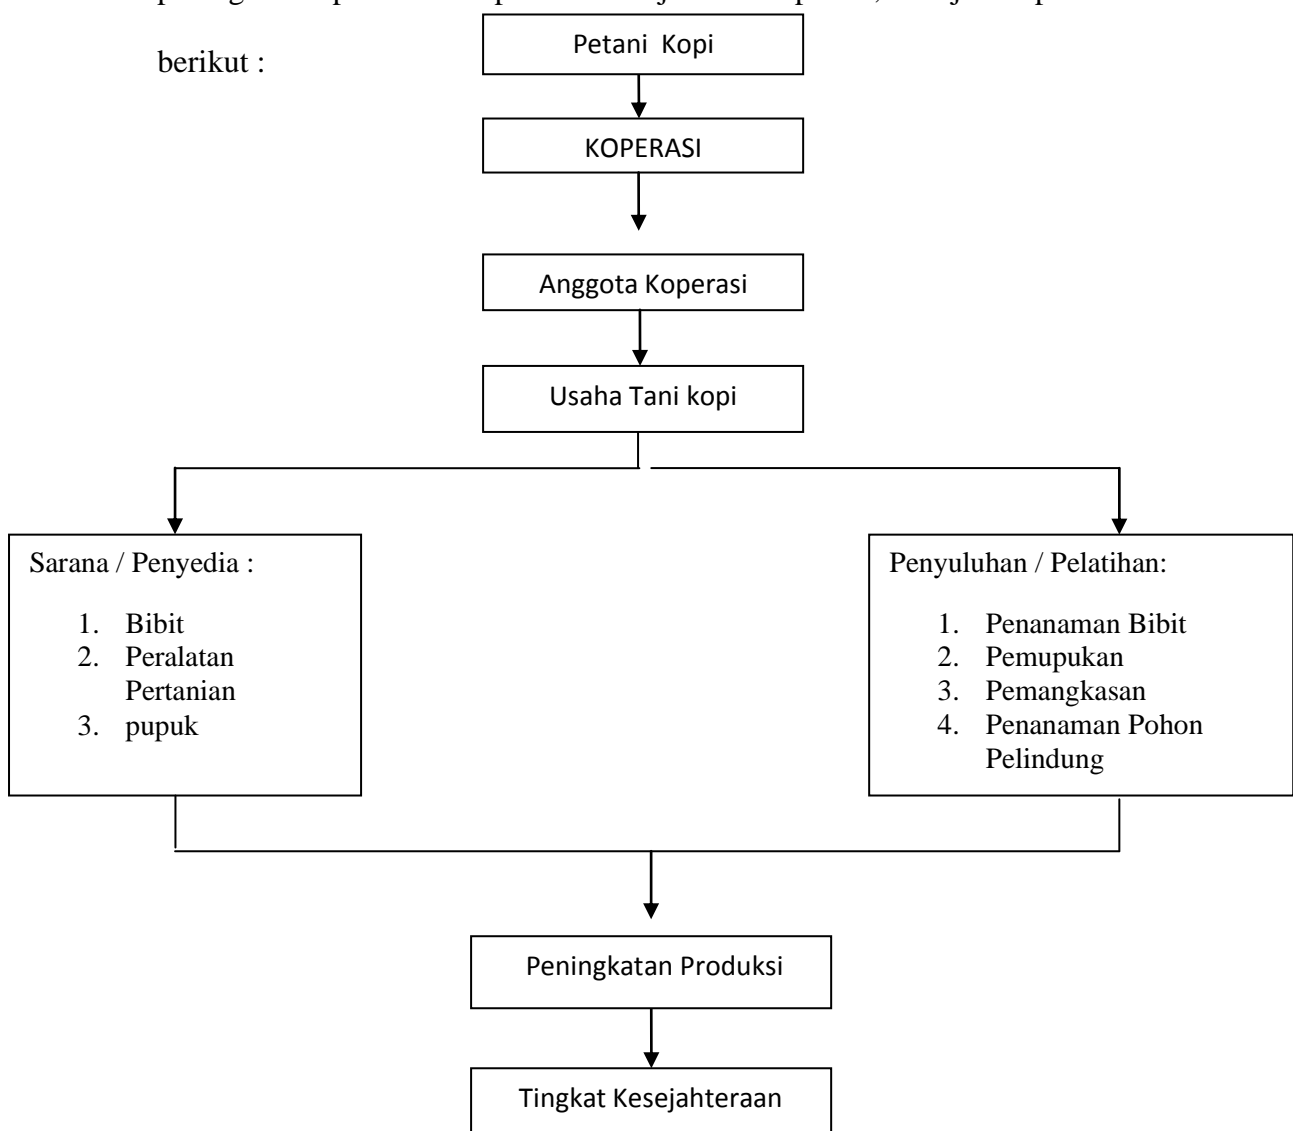 berikut :
Petani Kopi
KOPERASI
Anggota Koperasi
Usaha Tani kopi
Sarana / Penyedia :
1. Bibit
2. Peralatan
Pertanian
3. pupuk
Penyuluhan / Pelatihan:
1. Penanaman Bibit
2. Pemupukan
3. Pemangkasan
4. Penanaman Pohon
Pelindung
Peningkatan Produksi
Tingkat Kesejahteraan